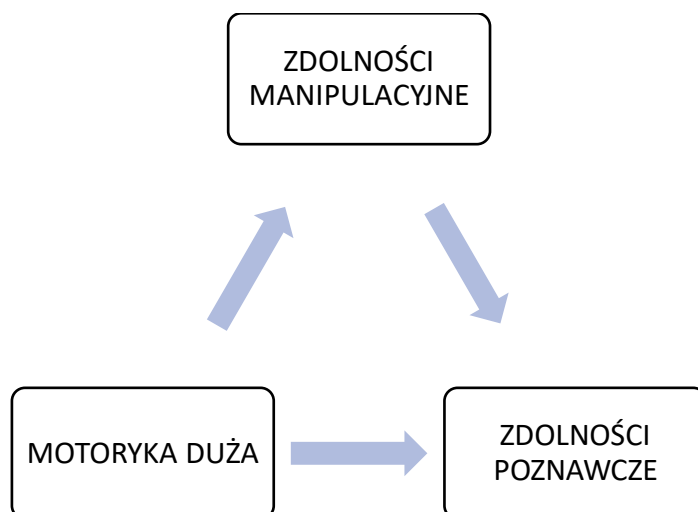 ZDOLNOŚCI
MANIPULACYJNE
MOTORYKA DUŻA
ZDOLNOŚCI
POZNAWCZE